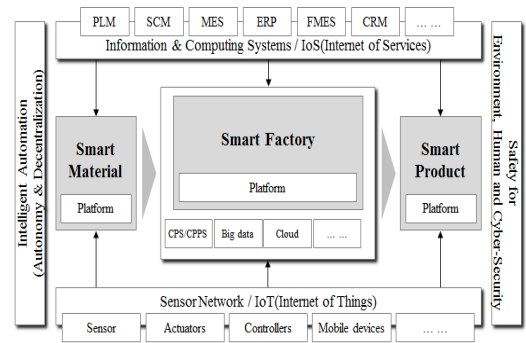 PLM SCM MES ERP FMES CRM ... ...
Information & Computing Systems / IoS(Internet of Services)
Intelligent Automation
(Autonomy & Decentralization)
Smart
Material
Platform
Smart Factory
Platform
CPS/CPPS Big data Cloud ... ...
Smart
Product
Platform
Safety for
Environment, Human and Cyber-Security
Sensor Network / IoT(Internet of Things)
Sensor Actuators Controllers Mobile devices ... ...